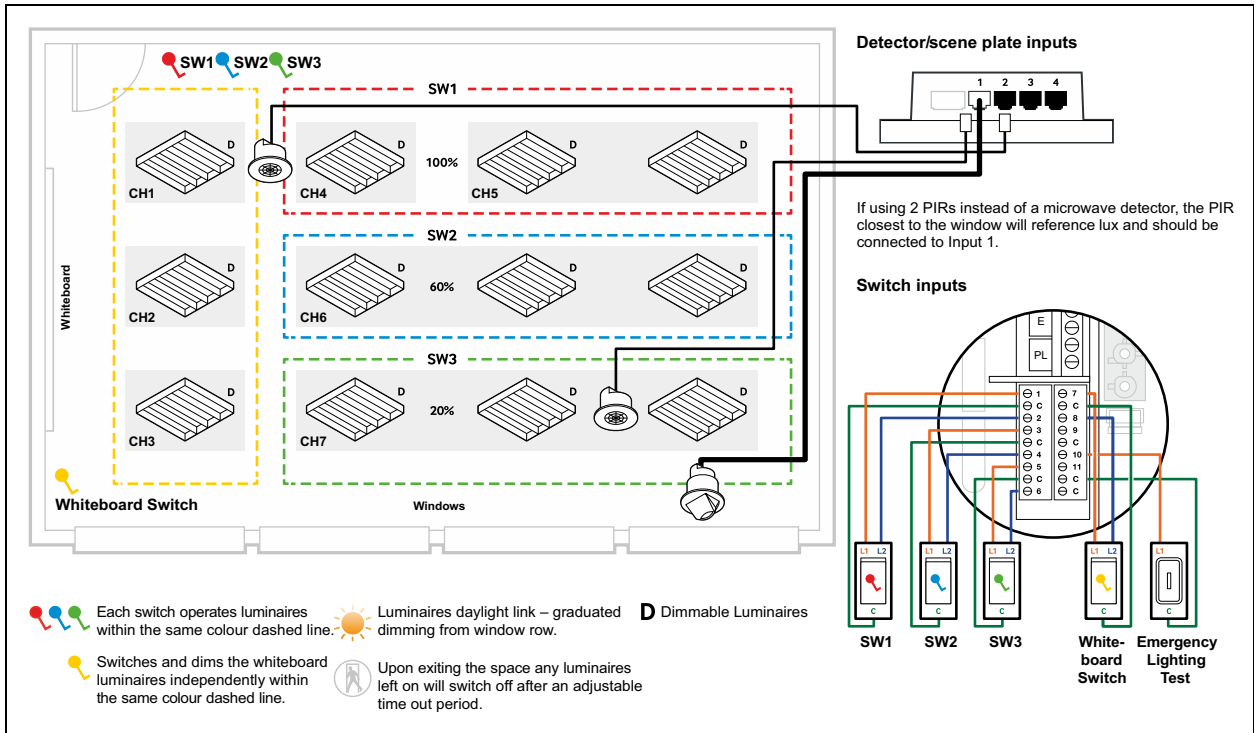 SW1 SW2 SW3
SW1
D
CH1
D
CH4
100%
D
CH5
D
SW2
D
CH2
D
CH6
60%
D
D
SW3
D
CH3
D
CH7
20%
D
D
Whiteboard
Whiteboard Switch
Windows
Detector/scene plate inputs
1 2 3 4
If using 2 PIRs instead of a microwave detector, the PIR
closest to the window will reference lux and should be
connected to Input 1.
Switch inputs
E
PL
1 7
C C
2 8
3 9
C C
4 10
5 11
C C
6 C
L1 L2 L1 L2 L1 L2 L1 L2 L1
C C C C C
SW1 SW2 SW3
White-
board
Switch
Emergency
Lighting
Test
Each switch operates luminaires
within the same colour dashed line.
Switches and dims the whiteboard
luminaires independently within
the same colour dashed line.
Luminaires daylight link – graduated
dimming from window row.
Upon exiting the space any luminaires
left on will switch off after an adjustable
time out period.
D Dimmable Luminaires